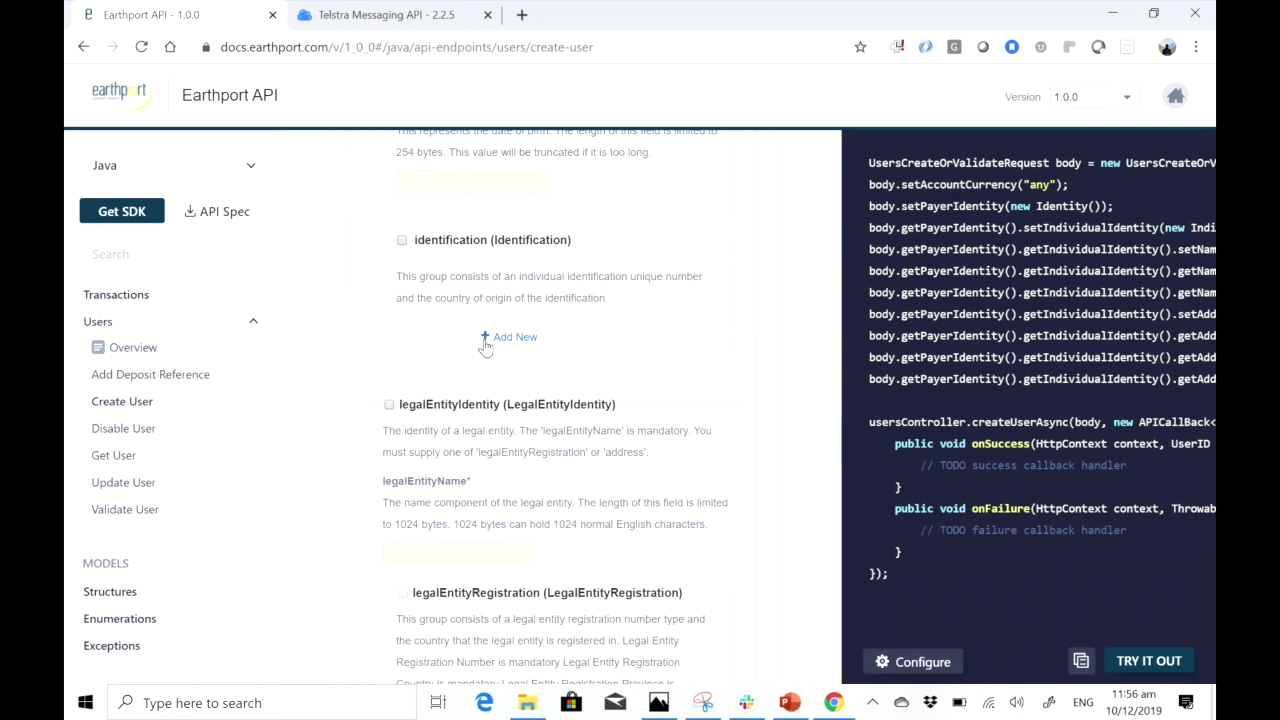 Earthport API - 1.0.0
Telstra Messaging API - 2.2.5
docs.earthport.com/v/1_0_0#/java/api-endpoints/users/create-user
earthport
Earthport API
Version 1.0.0
Java
Get SDK
API Spec
Search
Transactions
Users
Overview
Add Deposit Reference
Create User
Disable User
Get User
Update User
Validate User
MODELS
Structures
Enumerations
Exceptions
This represents the date of birth. The length of this field is limited to
254 bytes. This value will be truncated if it is too long.
identification (Identification)
This group consists of an individual identification unique number
and the country of origin of the identification.
+ Add New
legalEntityIdentity (LegalEntityIdentity)
The identity of a legal entity. The 'legalEntityName' is mandatory. You
must supply one of 'legalEntityRegistration' or 'address'.
legalEntityName*
The name component of the legal entity. The length of this field is limited
to 1024 bytes. 1024 bytes can hold 1024 normal English characters.
legalEntityRegistration (LegalEntityRegistration)
This group consists of a legal entity registration number type and
the country that the legal entity is registered in. Legal Entity
Registration Number is mandatory Legal Entity Registration
Country is mandatory Legal Entity Registration Province is
UsersCreateOrValidateRequest body = new UsersCreateOrV
body.setAccountCurrency("any");
body.setPayerIdentity(new Identity());
body.getPayerIdentity().setIndividualIdentity(new Indi
body.getPayerIdentity().getIndividualIdentity().setNam
body.getPayerIdentity().getIndividualIdentity().getNam
body.getPayerIdentity().getIndividualIdentity().getNam
body.getPayerIdentity().getIndividualIdentity().setAdd
body.getPayerIdentity().getIndividualIdentity().getAdd
body.getPayerIdentity().getIndividualIdentity().getAdd
body.getPayerIdentity().getIndividualIdentity().getAdd
usersController.createUserAsync(body, new APICallBack<
public void onSuccess(HttpContext context, UserID
// TODO success callback handler
}
public void onFailure(HttpContext context, Throwab
// TODO failure callback handler
}
});
Configure
TRY IT OUT
Type here to search
ENG
11:56 am
10/12/2019